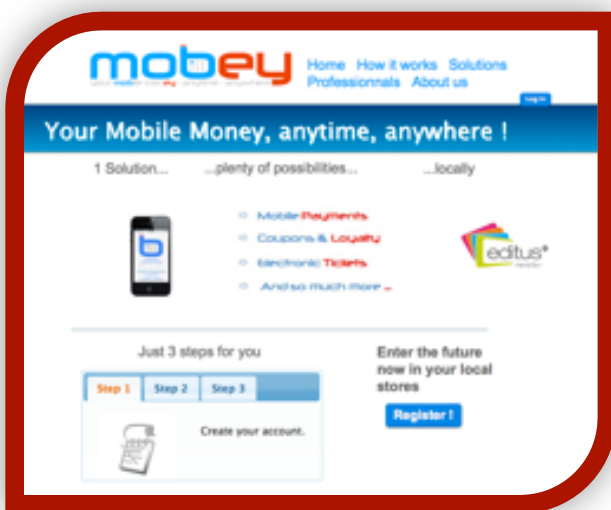 mobey
Home How it works Solutions
Professionnals About us
Log in
Your Mobile Money, anytime, anywhere !
1 Solution... ...plenty of possibilities... ...locally
Mobile Payments
Coupons & Loyalty
Electronic Tickets
And so much more ...
b
editus+
Just 3 steps for you
Enter the future
now in your local
stores
Step 1 Step 2 Step 3
Register !
Create your account.